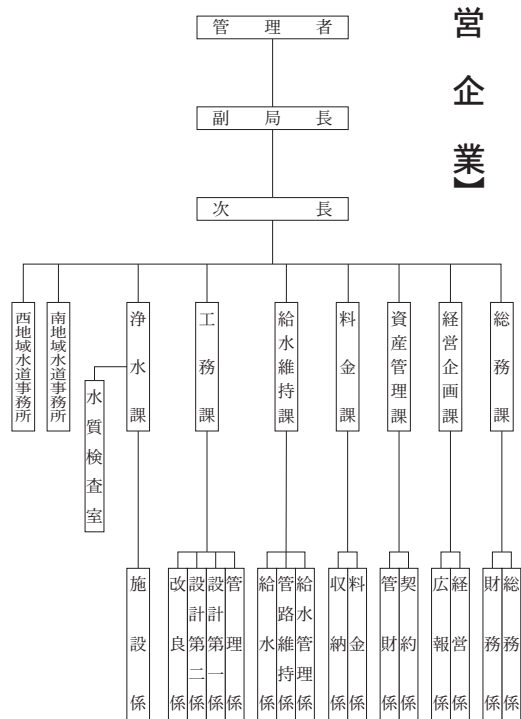 営企業】
管理者
副局長
次長
総務課
経営企画課
資産管理課
料金課
給水維持課
工務課
浄水課
南地域水道事務所
西地域水道事務所
水質検査室
総務係
財務係
経営係
広報係
契約係
管財係
料金係
収納係
給水管理係
管路維持係
給水係
管理係
設計第一係
設計第二係
改良係
施設係